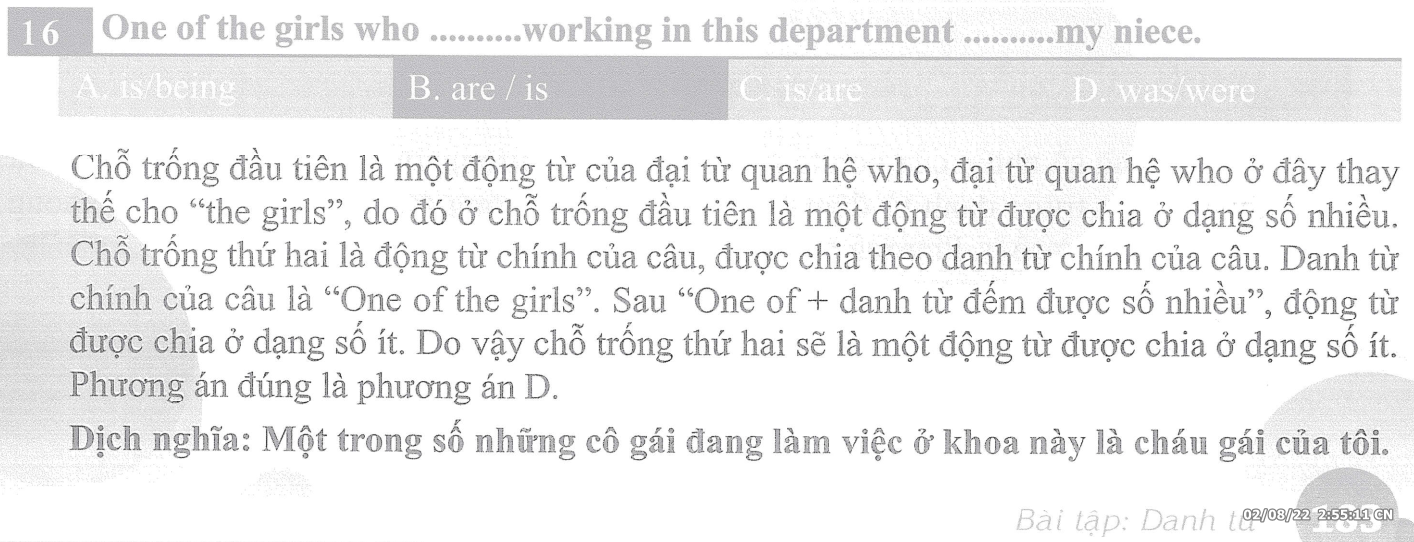 16 One of the girls who ..........working in this department ..........my niece.
A. is/being B. are / is C. is/are D. was/were
Chỗ trống đầu tiên là một động từ của đại từ quan hệ who, đại từ quan hệ who ở đây thay
thế cho “the girls”, do đó ở chỗ trống đầu tiên là một động từ được chia ở dạng số nhiều.
Chỗ trống thứ hai là động từ chính của câu, được chia theo danh từ chính của câu. Danh từ
chính của câu là “One of the girls”. Sau “One of + danh từ đếm được số nhiều”, động từ
được chia ở dạng số ít. Do vậy chỗ trống thứ hai sẽ là một động từ được chia ở dạng số ít.
Phương án đúng là phương án D.
Dịch nghĩa: Một trong số những cô gái đang làm việc ở khoa này là cháu gái của tôi.
Bài tập: Danh từ 183
02/08/22 2:55:11 CN